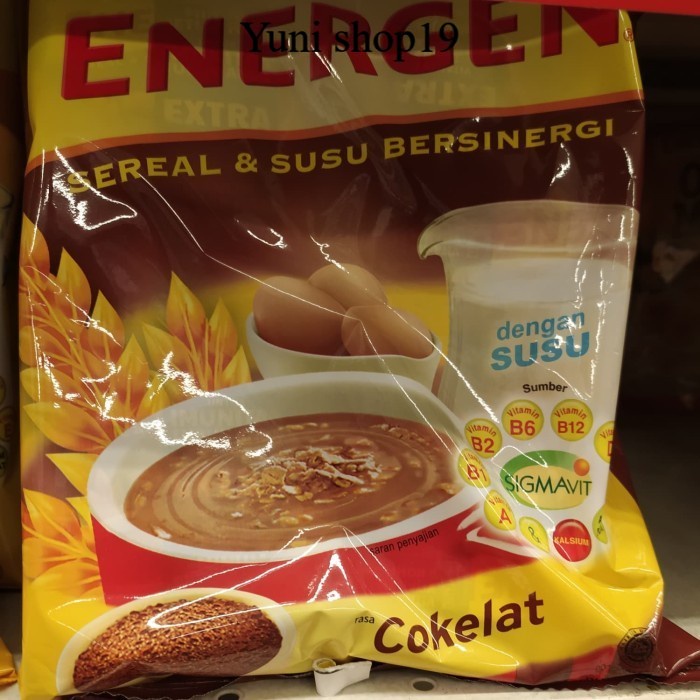 ENERGEN
Yuni shop19
EXTRA
SEREAL & SUSU BERSINERGI
dengan
susu
Sumber
Vitamin
B6
Vitamin
B12
Vitamin
B2
B1
SIGMAVIT
A
KALSIUM
saran penyajian
rasa
Cokelat